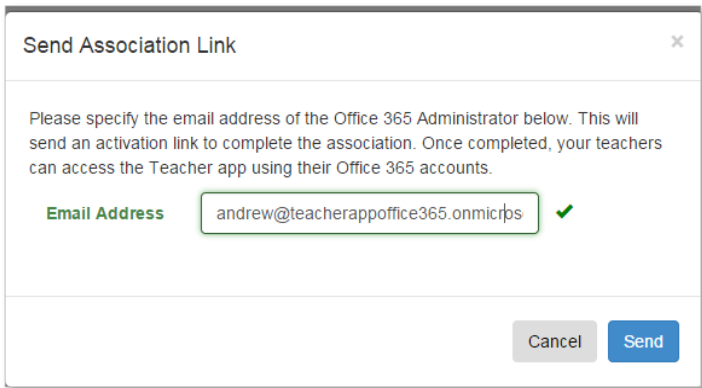 Send Association Link ×
Please specify the email address of the Office 365 Administrator below. This will
send an activation link to complete the association. Once completed, your teachers
can access the Teacher app using their Office 365 accounts.
Email Address andrew@teacherappoffice365.onmicros
Cancel Send